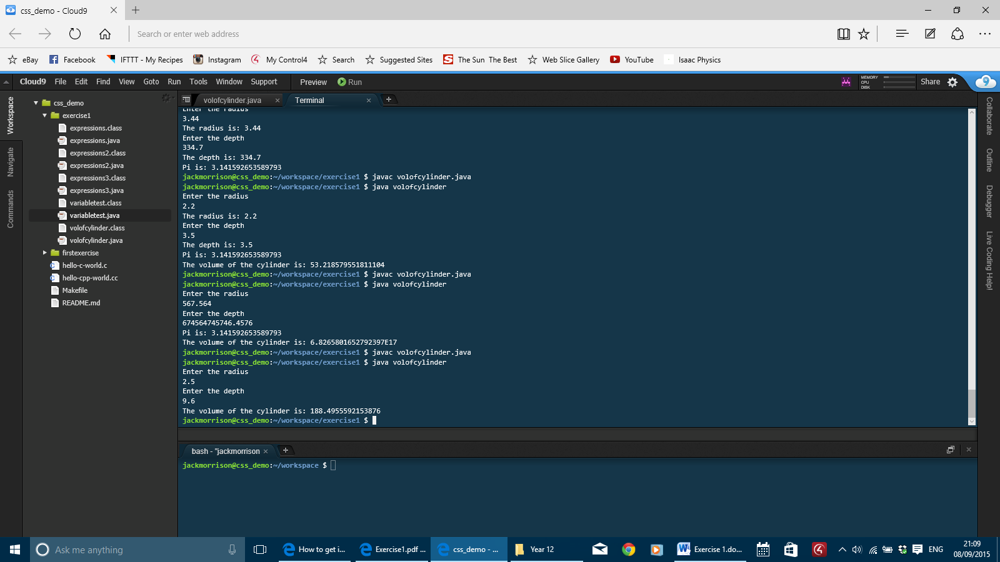 css_demo - Cloud9
Search or enter web address
eBay Facebook IFTTT - My Recipes Instagram My Control4 Search Suggested Sites The Sun The Best Web Slice Gallery YouTube Isaac Physics
Cloud9 File Edit Find View Goto Run Tools Window Support Preview Run MEMORY CPU DISK Share
Workspace
Navigate
Commands
css_demo
exercise1
expressions.class
expressions.java
expressions2.class
expressions2.java
expressions3.class
expressions3.java
variabletest.class
variabletest.java
volofcylinder.class
volofcylinder.java
firstexercise
hello-c-world.c
hello-cpp-world.cc
Makefile
README.md
volofcylinder.java Terminal
Enter the radius
3.44
The radius is: 3.44
Enter the depth
334.7
The depth is: 334.7
Pi is: 3.141592653589793
jackmorrison@css_demo:~/workspace/exercise1 $ javac volofcylinder.java
jackmorrison@css_demo:~/workspace/exercise1 $ java volofcylinder
Enter the radius
2.2
The radius is: 2.2
Enter the depth
3.5
The depth is: 3.5
Pi is: 3.141592653589793
The volume of the cylinder is: 53.218579551811104
jackmorrison@css_demo:~/workspace/exercise1 $ javac volofcylinder.java
jackmorrison@css_demo:~/workspace/exercise1 $ java volofcylinder
Enter the radius
567.564
Enter the depth
674564745746.4576
Pi is: 3.141592653589793
The volume of the cylinder is: 6.8265801652792397E17
jackmorrison@css_demo:~/workspace/exercise1 $ javac volofcylinder.java
jackmorrison@css_demo:~/workspace/exercise1 $ java volofcylinder
Enter the radius
2.5
Enter the depth
9.6
The volume of the cylinder is: 188.4955592153876
jackmorrison@css_demo:~/workspace/exercise1 $
bash - "jackmorrison
jackmorrison@css_demo:~/workspace $
Collaborate
Outline
Debugger
Live Coding Help!
Ask me anything
How to get i...
Exercise1.pdf ...
css_demo - ...
Year 12
Exercise 1.do...
ENG
21:09
08/09/2015